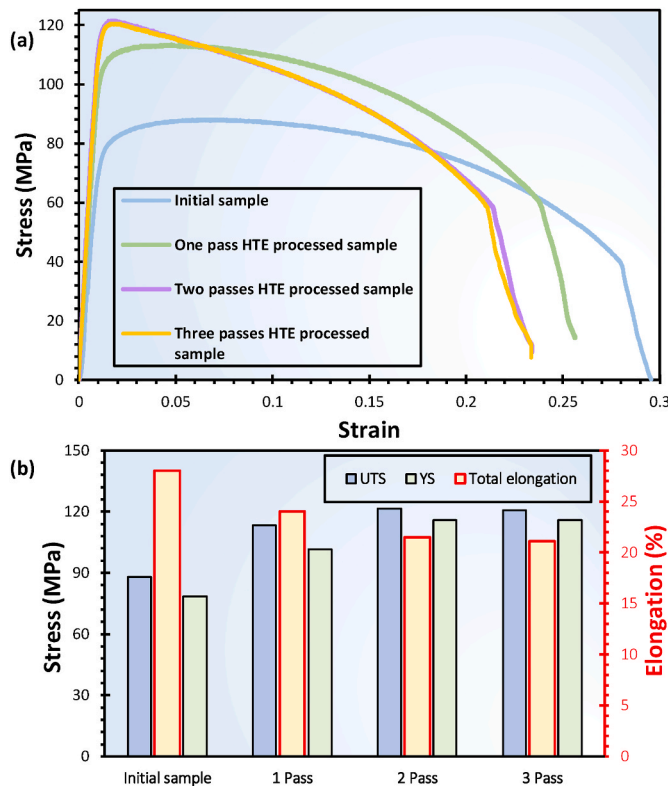 (a)
120
100
80
60
40
20
0
Stress (MPa)
Initial sample
One pass HTE processed sample
Two passes HTE processed sample
Three passes HTE processed
sample
0
0.05
0.1
0.15
0.2
0.25
0.3
Strain
(b)
150
120
90
60
30
0
Stress (MPa)
UTS
YS
Total elongation
30
25
20
15
10
5
0
Elongation (%)
Initial sample
1 Pass
2 Pass
3 Pass